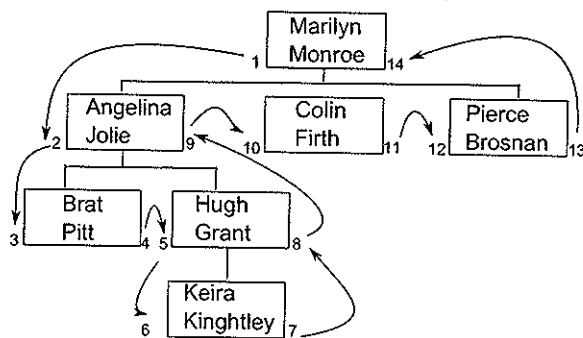 Marilyn
Monroe
1
14
Angelina
Jolie
2
9
Colin
Firth
10
11
Pierce
Brosnan
12
13
Brat
Pitt
3
4
Hugh
Grant
5
8
Keira
Kinghtley
6
7